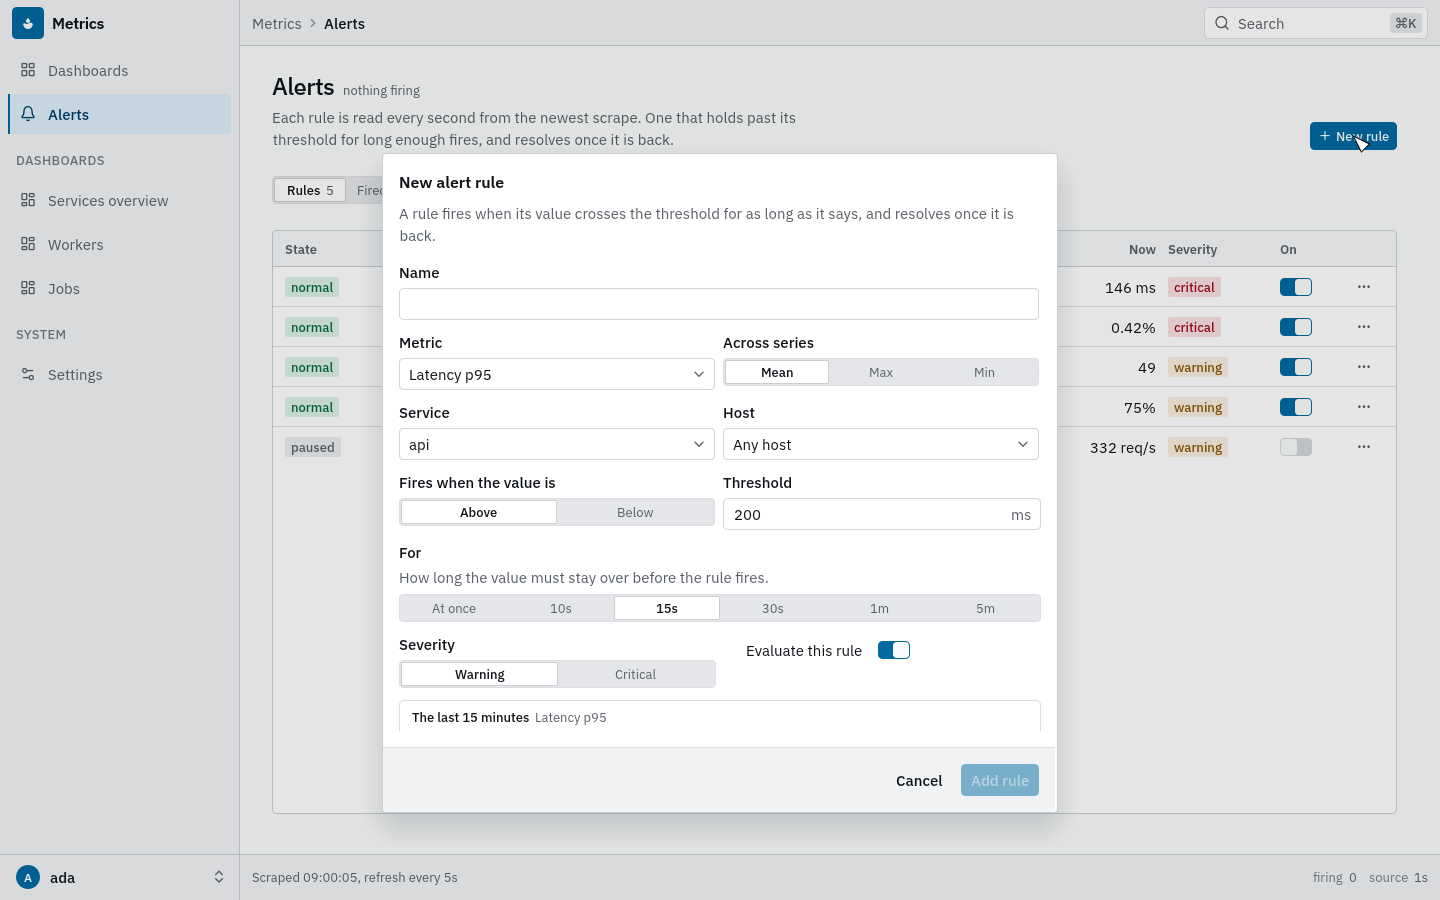 Metrics
Metrics > Alerts
Search ⌘K
Dashboards
Alerts
DASHBOARDS
Services overview
Workers
Jobs
SYSTEM
Settings
Alerts nothing firing
Each rule is read every second from the newest scrape. One that holds past its
threshold for long enough fires, and resolves once it is back.
+ New rule
Rules 5
State Now Severity On
normal 146 ms critical ...
normal 0.42% critical ...
normal 49 warning ...
normal 75% warning ...
paused 332 req/s warning ...
New alert rule
A rule fires when its value crosses the threshold for as long as it says, and resolves once it is
back.
Name
Metric Across series
Latency p95 Mean Max Min
Service Host
api Any host
Fires when the value is Threshold
Above Below 200 ms
For
How long the value must stay over before the rule fires.
At once 10s 15s 30s 1m 5m
Severity Evaluate this rule
Warning Critical
The last 15 minutes Latency p95
Cancel Add rule
A ada
Scraped 09:00:05, refresh every 5s
firing 0 source 1s